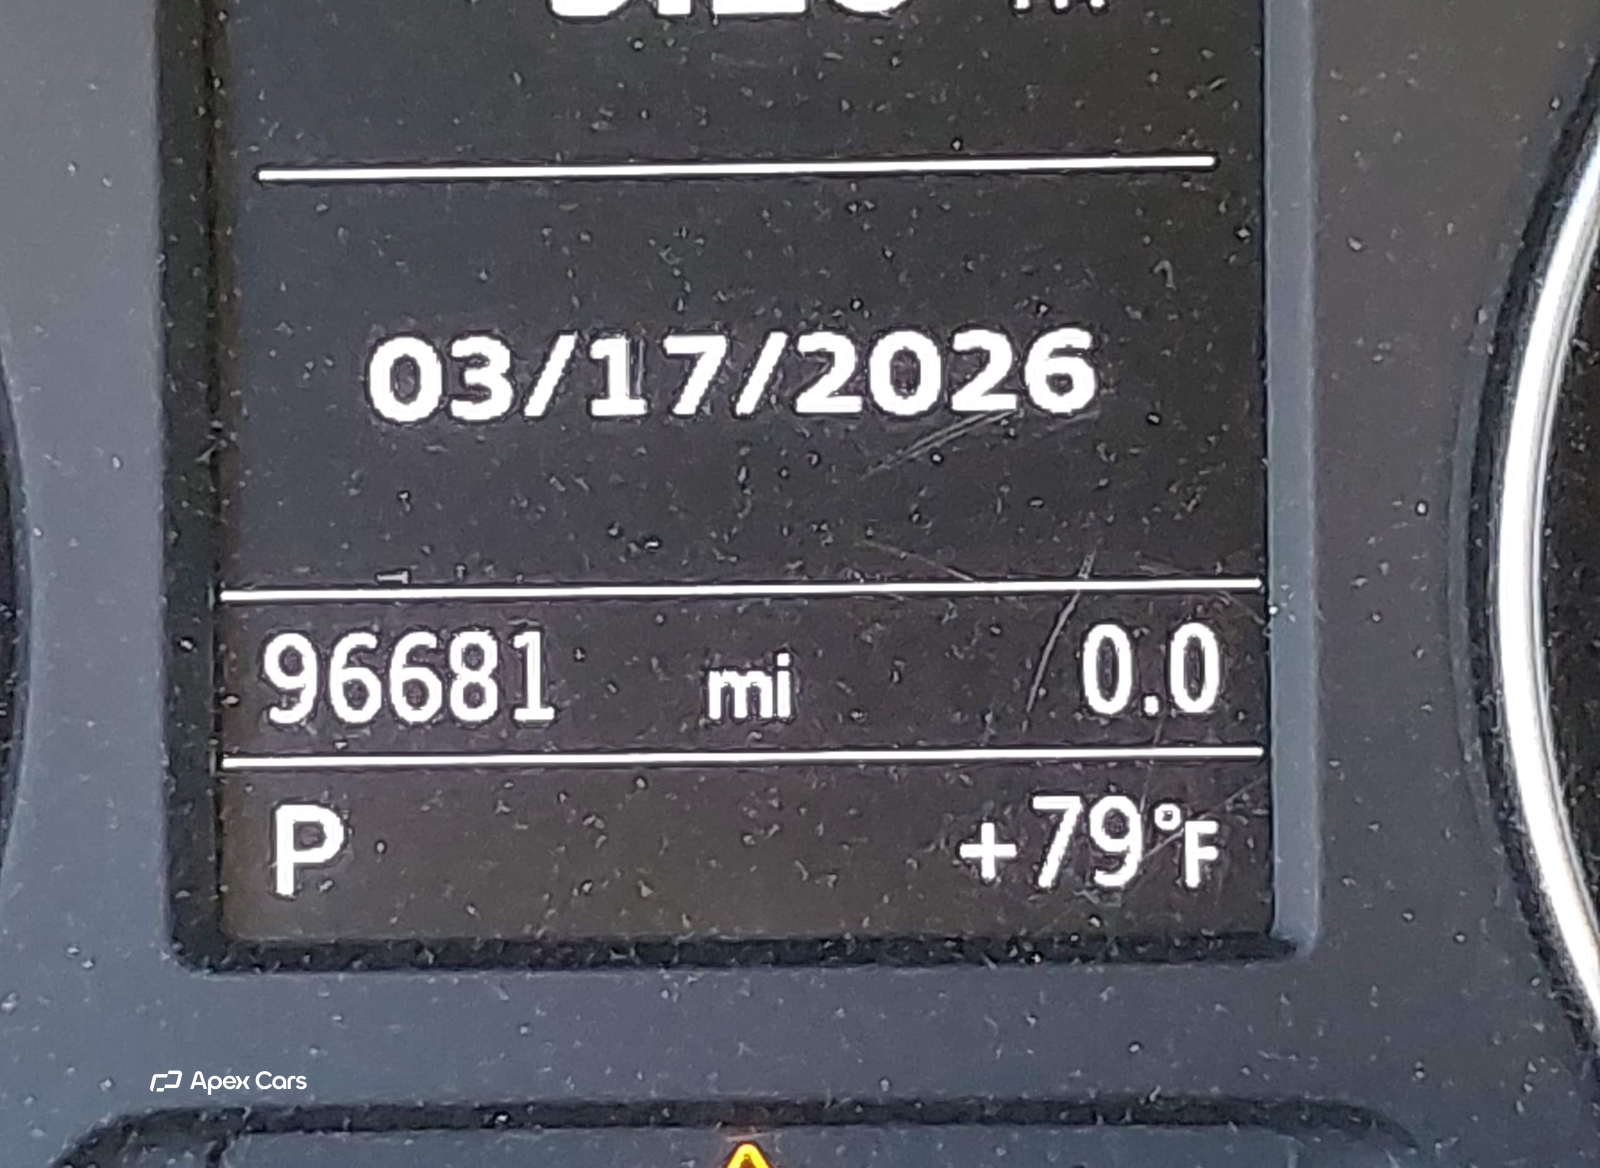 03/17/2026
96681 mi 0.0
P +79°F
Apex Cars